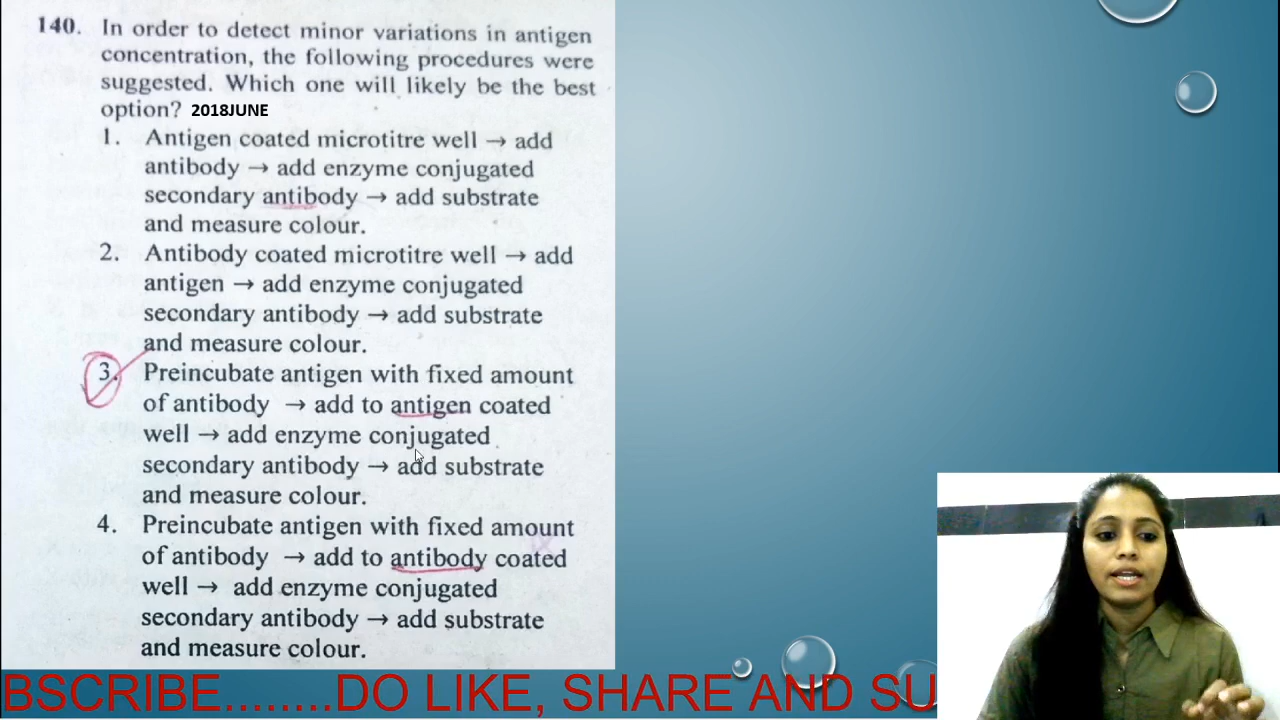 140. In order to detect minor variations in antigen
concentration, the following procedures were
suggested. Which one will likely be the best
option? 2018JUNE
1. Antigen coated microtitre well → add
antibody → add enzyme conjugated
secondary antibody → add substrate
and measure colour.
2. Antibody coated microtitre well → add
antigen → add enzyme conjugated
secondary antibody → add substrate
and measure colour.
3. Preincubate antigen with fixed amount
of antibody → add to antigen coated
well → add enzyme conjugated
secondary antibody → add substrate
and measure colour.
4. Preincubate antigen with fixed amount
of antibody → add to antibody coated
well → add enzyme conjugated
secondary antibody → add substrate
and measure colour.
BSCRIBE........DO LIKE, SHARE AND SU